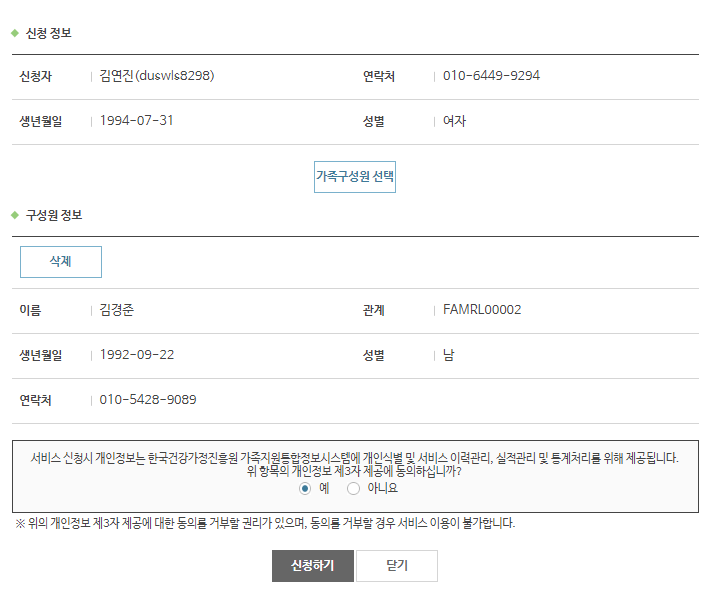 신청 정보
신청자 김연진(duswls8298) 연락처 010-6449-9294
생년월일 1994-07-31 성별 여자
가족구성원 선택
구성원 정보
삭제
이름 김경준 관계 FAMRL00002
생년월일 1992-09-22 성별 남
연락처 010-5428-9089
서비스 신청시 개인정보는 한국건강가정진흥원 가족지원통합정보시스템에 개인식별 및 서비스 이력관리, 실적관리 및 통계처리를 위해 제공됩니다.
위 항목의 개인정보 제3자 제공에 동의하십니까?
예 아니요
※ 위의 개인정보 제3자 제공에 대한 동의를 거부할 권리가 있으며, 동의를 거부할 경우 서비스 이용이 불가합니다.
신청하기 닫기